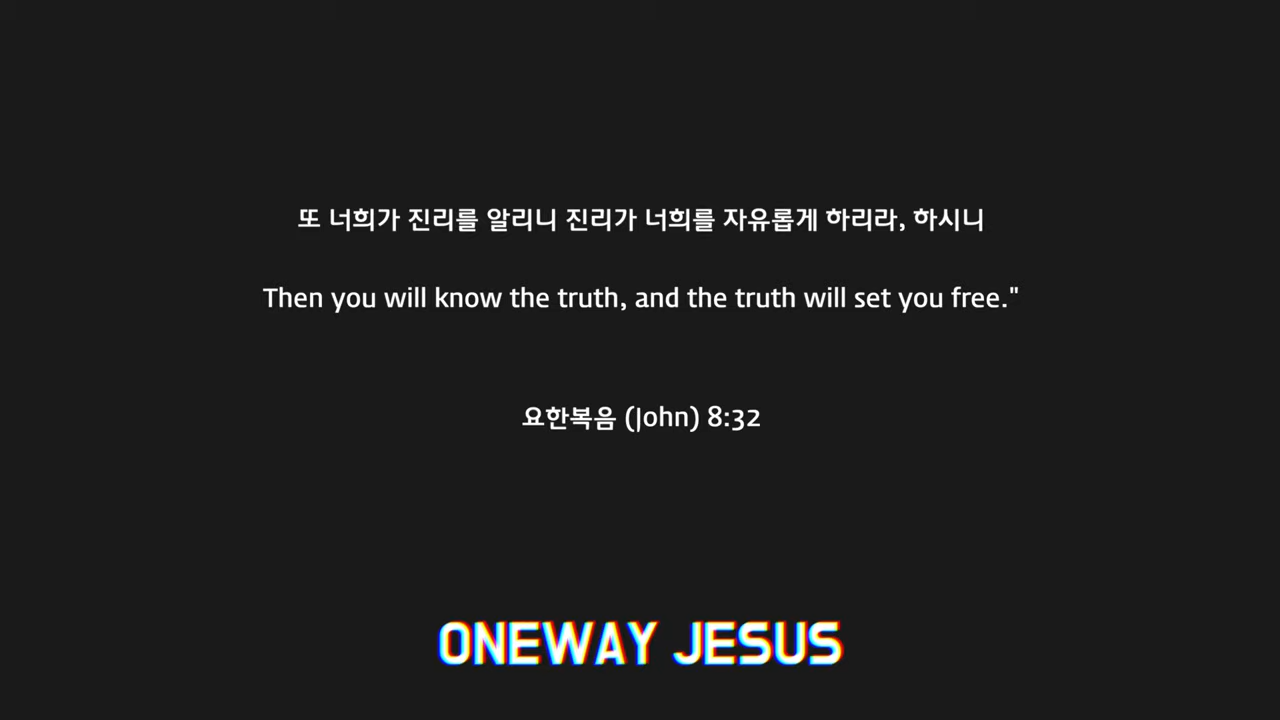 또 너희가 진리를 알리니 진리가 너희를 자유롭게 하리라, 하시니
Then you will know the truth, and the truth will set you free."
요한복음 (John) 8:32
ONEWAY JESUS